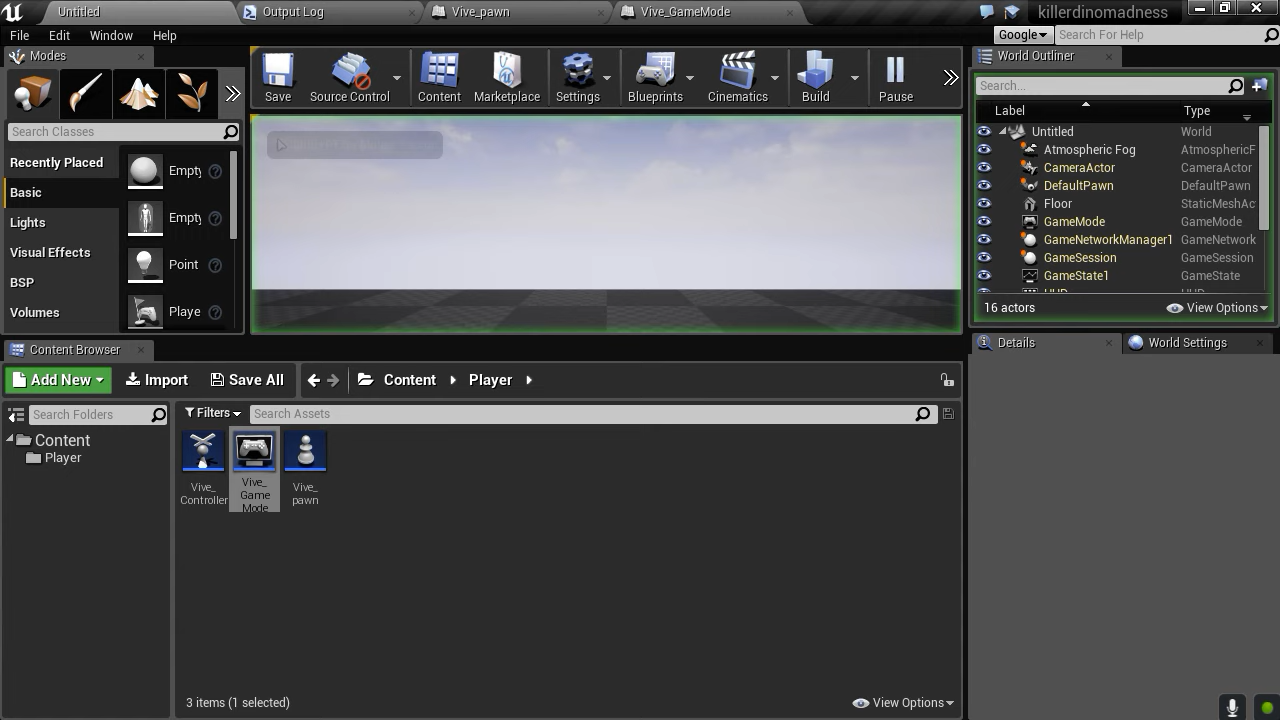 Untitled
Output Log
Vive_pawn
Vive_GameMode
killerdinomadness
File
Edit
Window
Help
Google
Search For Help
Modes
Search Classes
Recently Placed
Basic
Lights
Visual Effects
BSP
Volumes
Empty
Empty
Point
Playe
Save
Source Control
Content
Marketplace
Settings
Blueprints
Cinematics
Build
Pause
World Outliner
Search...
Label
Type
Untitled
World
Atmospheric Fog
AtmosphericF
CameraActor
CameraActor
DefaultPawn
DefaultPawn
Floor
StaticMeshAc
GameMode
GameMode
GameNetworkManager1
GameNetwork
GameSession
GameSession
GameState1
GameState
16 actors
View Options
Details
World Settings
Content Browser
Add New
Import
Save All
Content
Player
Search Folders
Content
Player
Filters
Search Assets
Vive_
Controller
Vive_
Game
Mode
Vive_
pawn
3 items (1 selected)
View Options